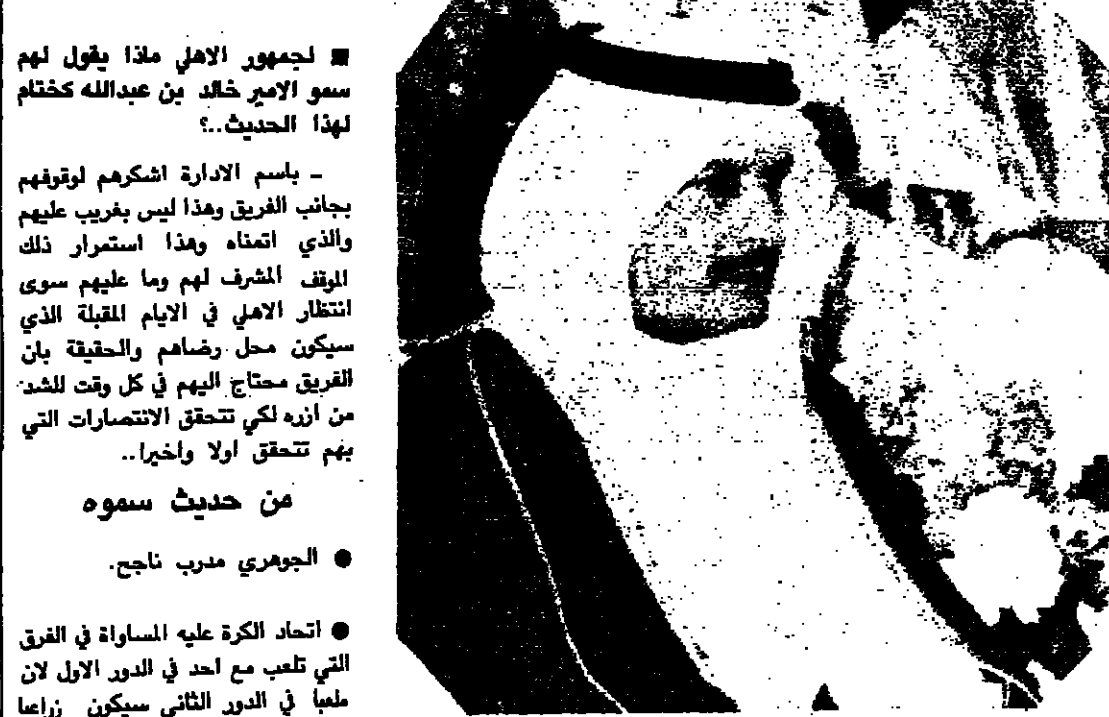 ■ لجمهور الاهلي ماذا يقول لهم
سمو الامير خالد بن عبدالله كختام
لهذا الحديث..؟
ـ باسم الادارة اشكرهم لوقوفهم
بجانب الفريق وهذا ليس بغريب عليهم
والذي اتمناه وهذا استمرار ذلك
الموقف المشرف لهم وما عليهم سوى
انتظار الاهلي في الايام المقبلة الذي
سيكون محل رضاهم والحقيقة بان
الفريق محتاج اليهم في كل وقت للشد
من ازره لكي تتحقق الانتصارات التي
بهم تتحقق اولا واخيرا..
من حديث سموه
● الجوهري مدرب ناجح.
● اتحاد الكرة عليه المساواة في الفرق
التي تلعب مع احد في الدور الاول لان
ملعبا في الدور الثاني سيكون زراعيا